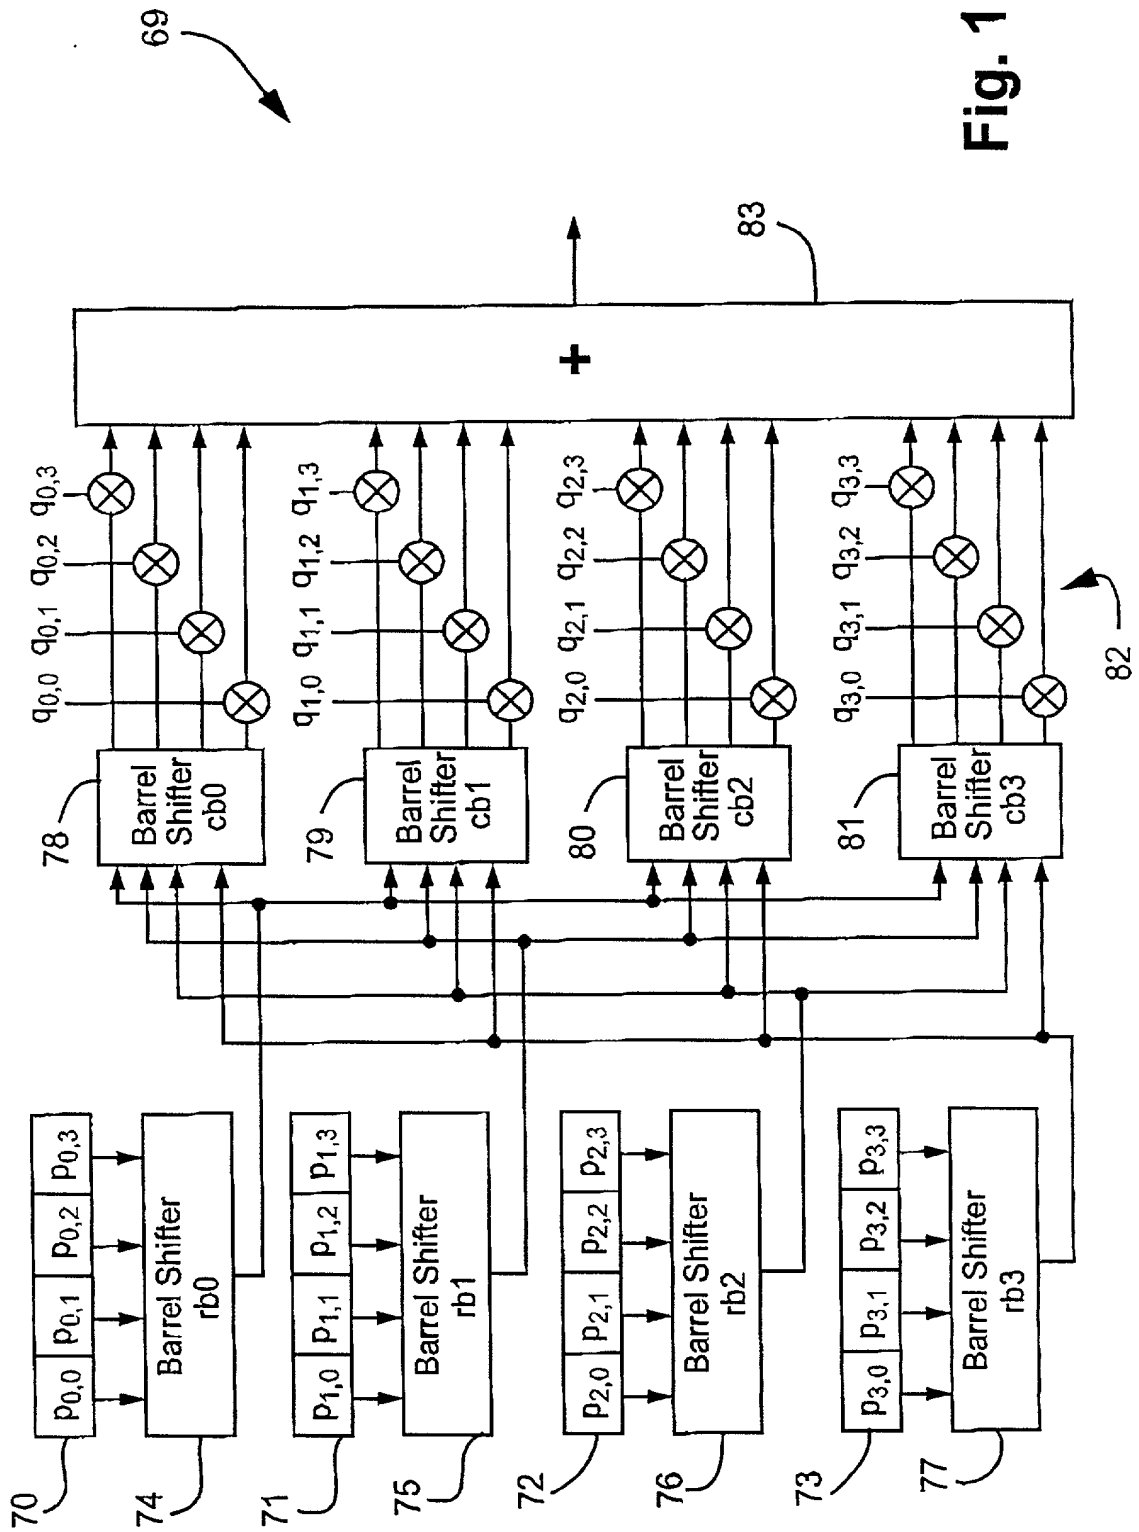 69
Fig. 1
83
+
q0,0 q0,1 q0,2 q0,3
q1,0 q1,1 q1,2 q1,3
q2,0 q2,1 q2,2 q2,3
q3,0 q3,1 q3,2 q3,3
82
78
Barrel
Shifter
cb0
79
Barrel
Shifter
cb1
80
Barrel
Shifter
cb2
81
Barrel
Shifter
cb3
70
p0,0 p0,1 p0,2 p0,3
74
Barrel Shifter
rb0
71
p1,0 p1,1 p1,2 p1,3
75
Barrel Shifter
rb1
72
p2,0 p2,1 p2,2 p2,3
76
Barrel Shifter
rb2
73
p3,0 p3,1 p3,2 p3,3
77
Barrel Shifter
rb3